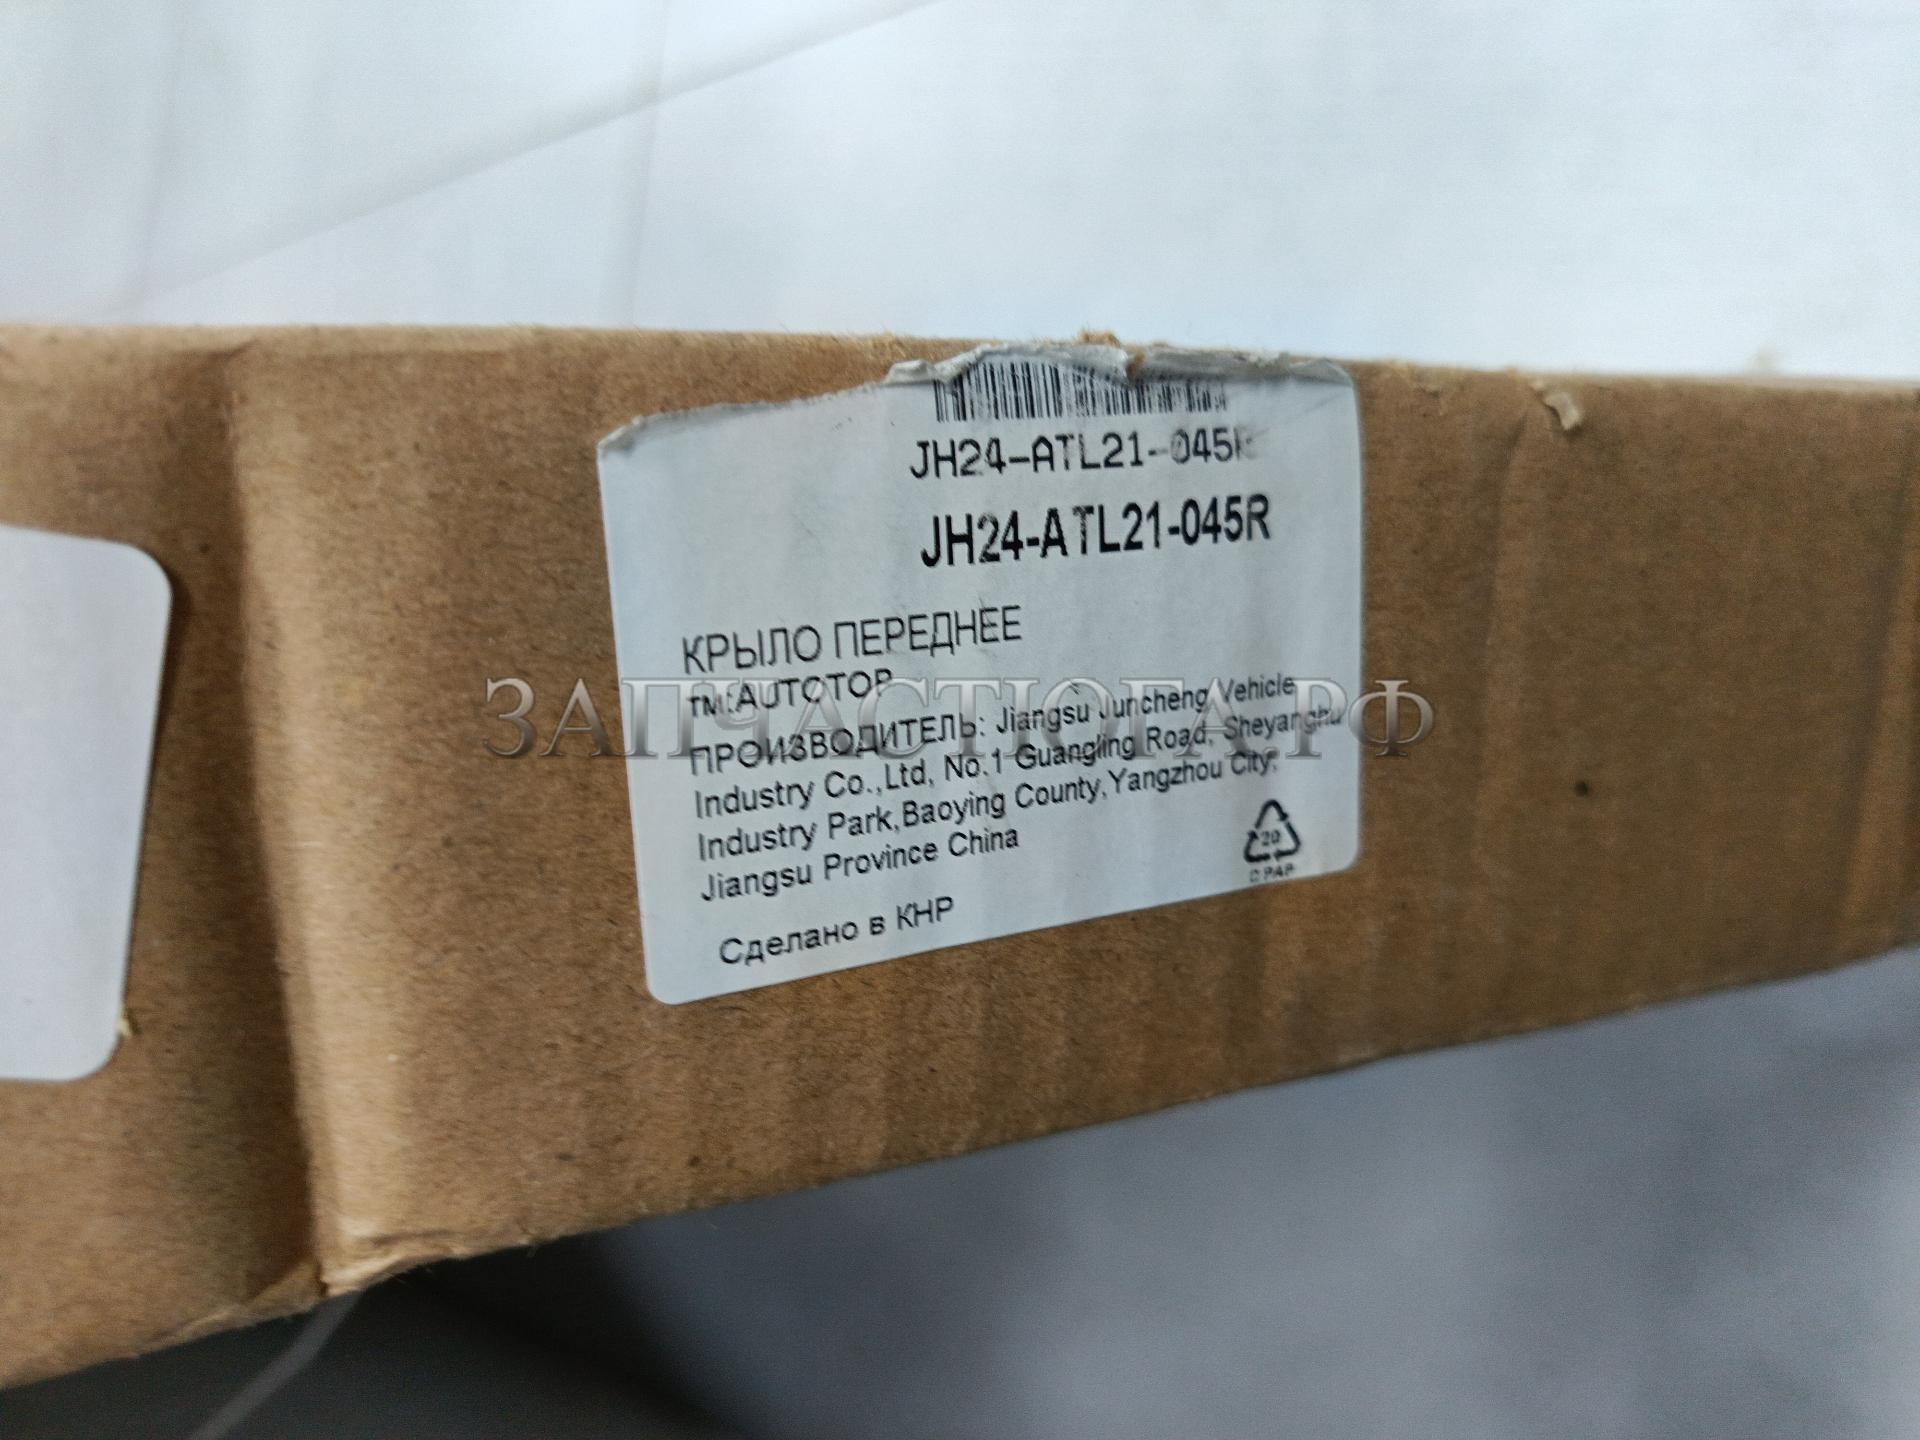 JH24-ATL21-045R
JH24-ATL21-045R
КРЫЛО ПЕРЕДНЕЕ
TM:AUTOTOP
ПРОИЗВОДИТЕЛЬ: Jiangsu Juncheng Vehicle
Industry Co.,Ltd, No.1 Guangling Road, Sheyanghu
Industry Park,Baoying County,Yangzhou City,
Jiangsu Province China
Сделано в КНР
20
C PAP
ЗАПЧАСТЮГА.РФ